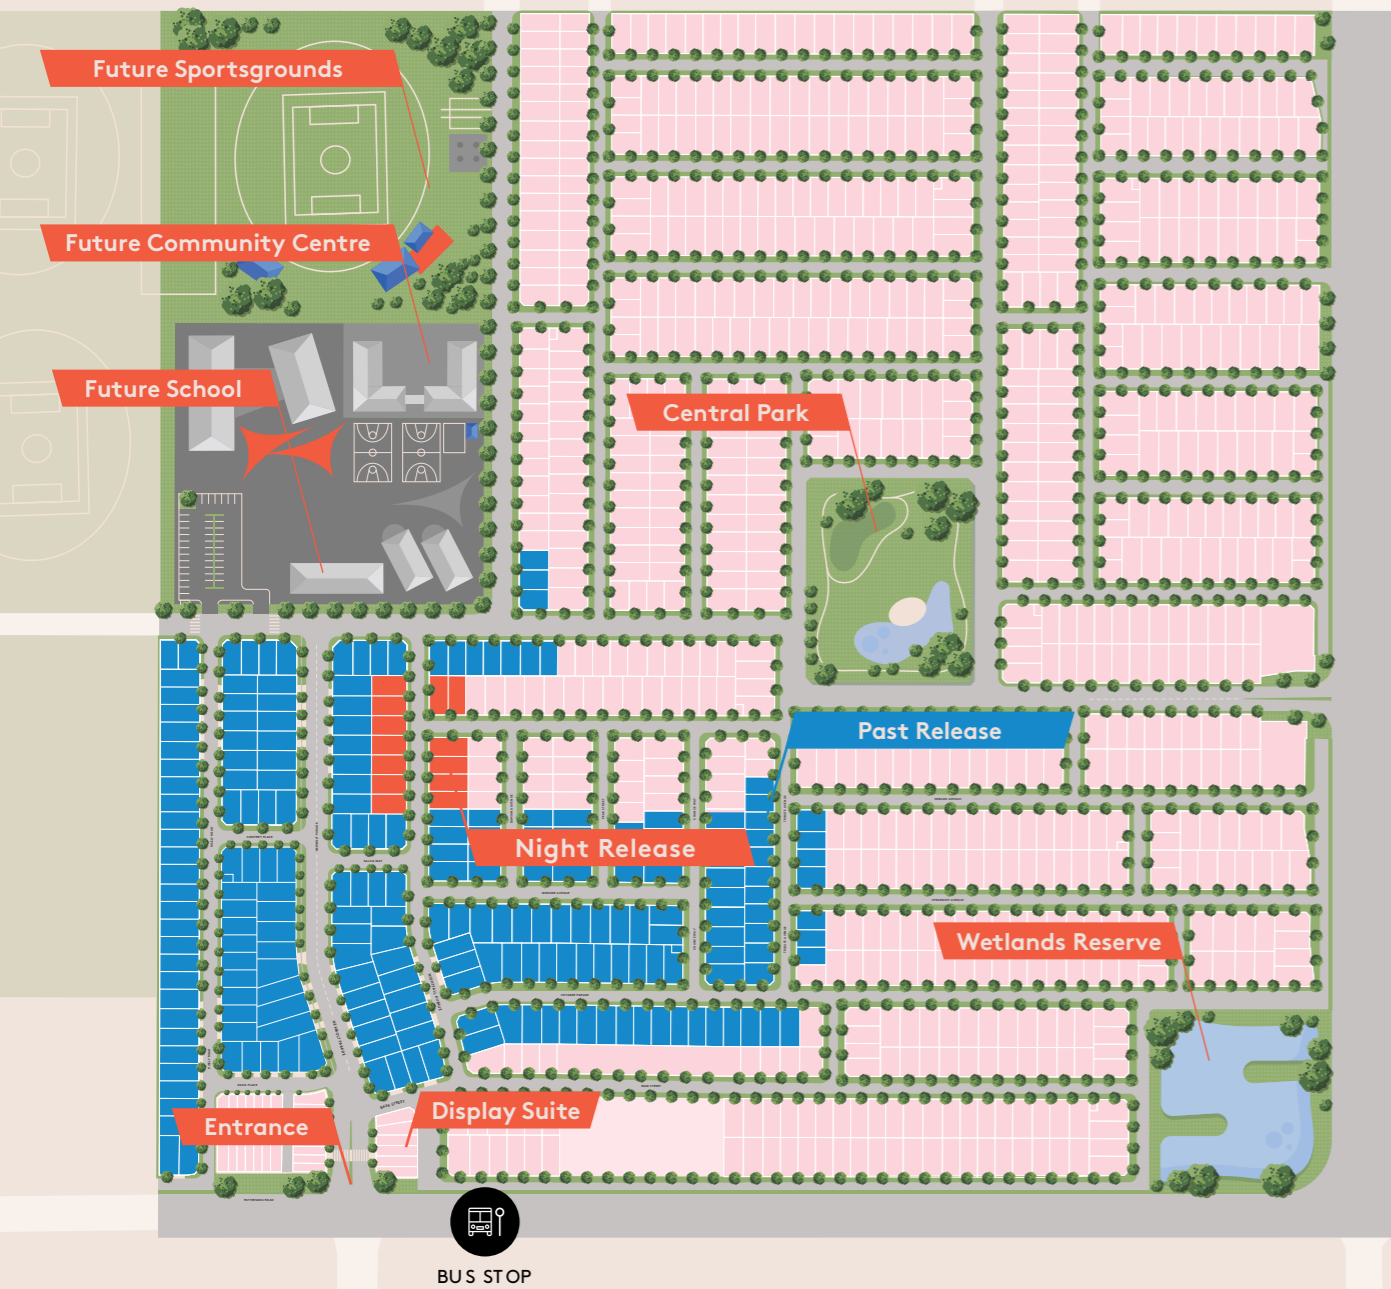 Future Sportsgrounds
Future Community Centre
Future School
Central Park
Past Release
Night Release
Wetlands Reserve
Display Suite
Entrance
BUS STOP